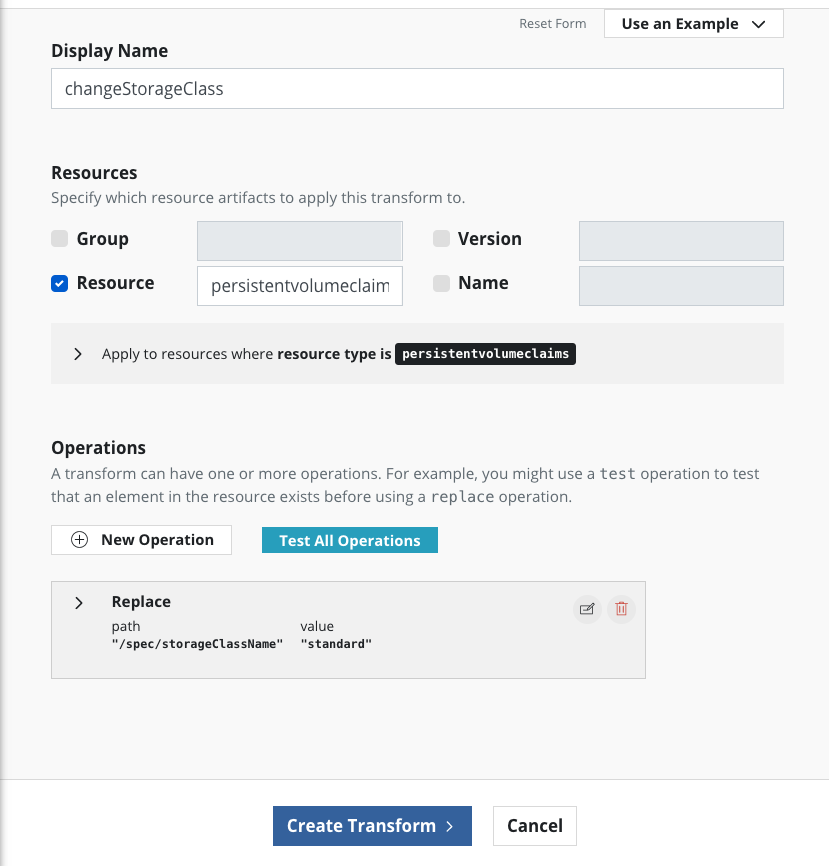 Reset Form
Use an Example
Display Name
changeStorageClass
Resources
Specify which resource artifacts to apply this transform to.
Group
Version
Resource
persistentvolumeclaim
Name
Apply to resources where resource type is persistentvolumeclaims
Operations
A transform can have one or more operations. For example, you might use a test operation to test
that an element in the resource exists before using a replace operation.
New Operation
Test All Operations
Replace
path value
"/spec/storageClassName" "standard"
Create Transform
Cancel